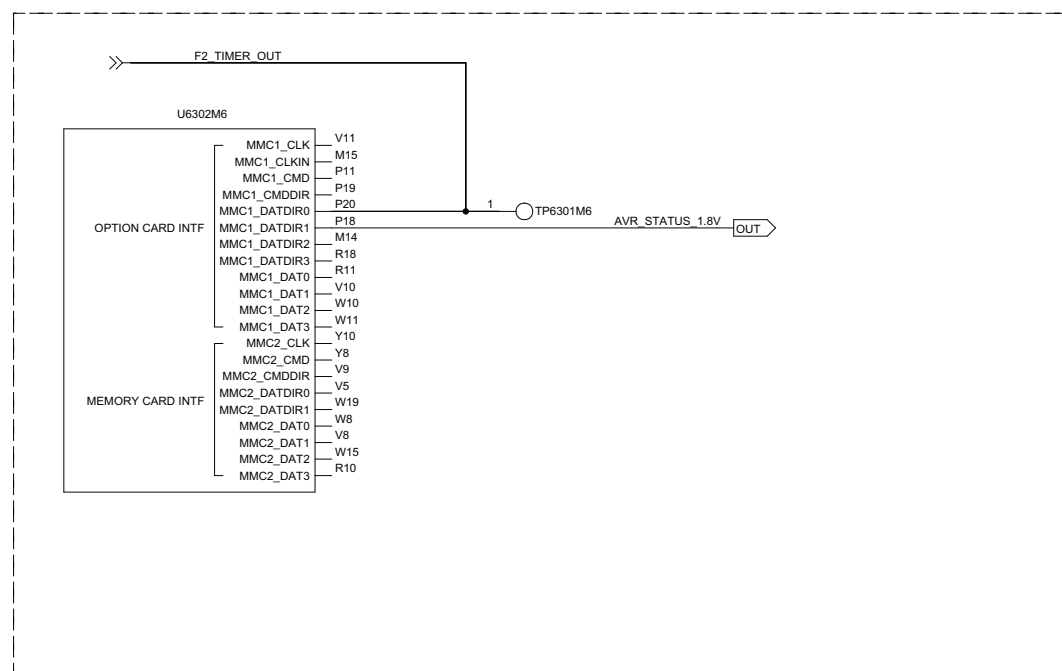 F2_TIMER_OUT
U6302M6
MMC1_CLK V11
MMC1_CLKIN M15
MMC1_CMD P11
MMC1_CMDDIR P19
MMC1_DATDIR0 P20 1 TP6301M6
OPTION CARD INTF MMC1_DATDIR1 P18 AVR_STATUS_1.8V OUT
MMC1_DATDIR2 M14
MMC1_DATDIR3 R18
MMC1_DAT0 R11
MMC1_DAT1 V10
MMC1_DAT2 W10
MMC1_DAT3 W11
MMC2_CLK Y10
MMC2_CMD Y8
MMC2_CMDDIR V9
MMC2_DATDIR0 V5
MEMORY CARD INTF MMC2_DATDIR1 W19
MMC2_DAT0 W8
MMC2_DAT1 V8
MMC2_DAT2 W15
MMC2_DAT3 R10